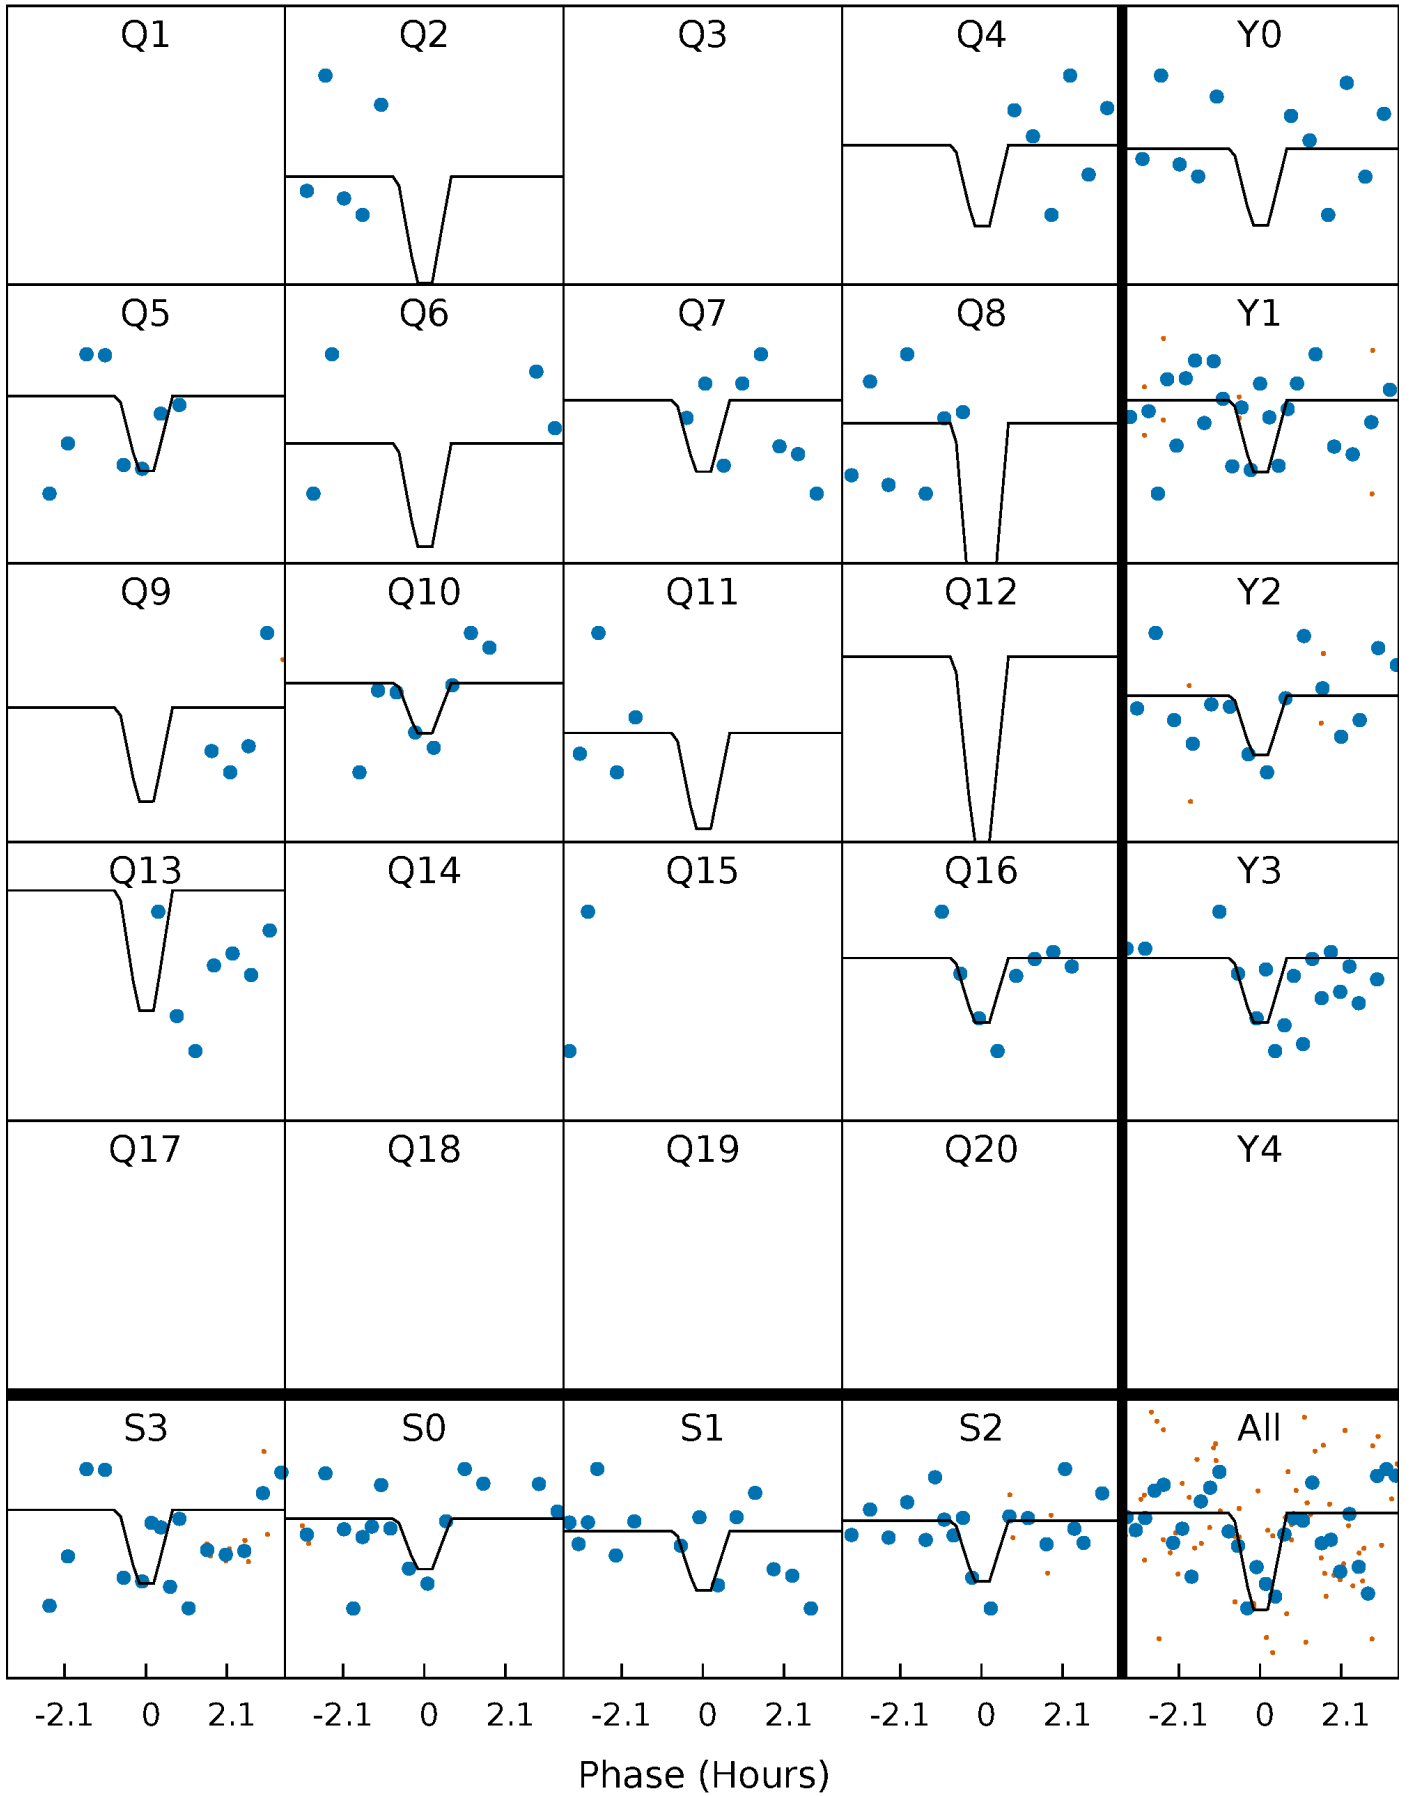 Q1 Q2 Q3 Q4 Y0
Q5 Q6 Q7 Q8 Y1
Q9 Q10 Q11 Q12 Y2
Q13 Q14 Q15 Q16 Y3
Q17 Q18 Q19 Q20 Y4
S3 S0 S1 S2 All
-2.1 0 2.1 -2.1 0 2.1 -2.1 0 2.1 -2.1 0 2.1 -2.1 0 2.1
Phase (Hours)